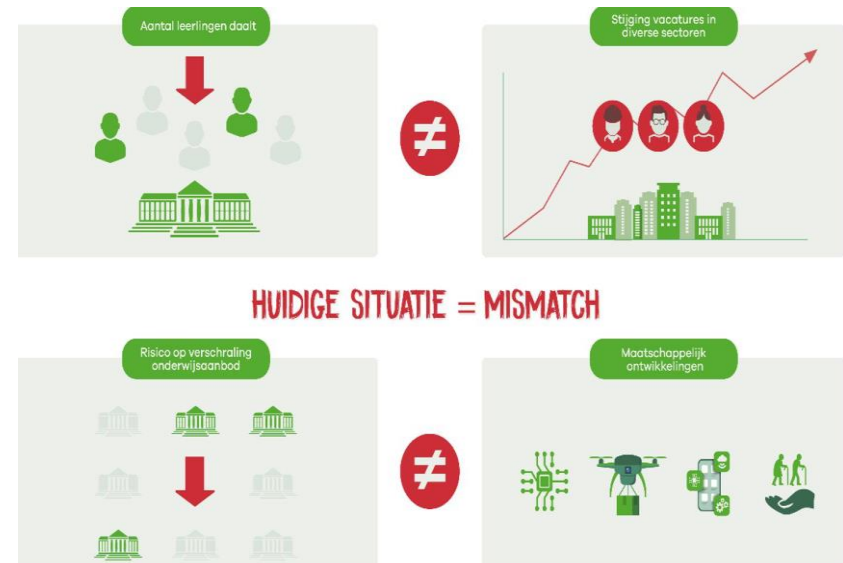 Aantal leerlingen daalt
Stijging vacatures in
diverse sectoren
≠
HUIDIGE SITUATIE = MISMATCH
Risico op verschraling
onderwijsaanbod
Maatschappelijk
ontwikkelingen
≠